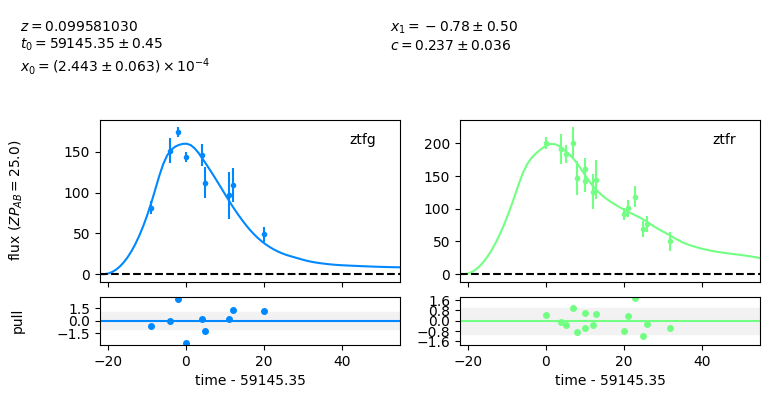 z = 0.099581030
t₀ = 59145.35 ± 0.45
x₀ = (2.443 ± 0.063) × 10⁻⁴
x₁ = −0.78 ± 0.50
c = 0.237 ± 0.036
flux (ZP_AB = 25.0)
150
100
50
0
ztfg
200
150
100
50
0
ztfr
pull
1.5
0.0
−1.5
−20 0 20 40
time - 59145.35
1.6
0.8
0.0
−0.8
−1.6
−20 0 20 40
time - 59145.35